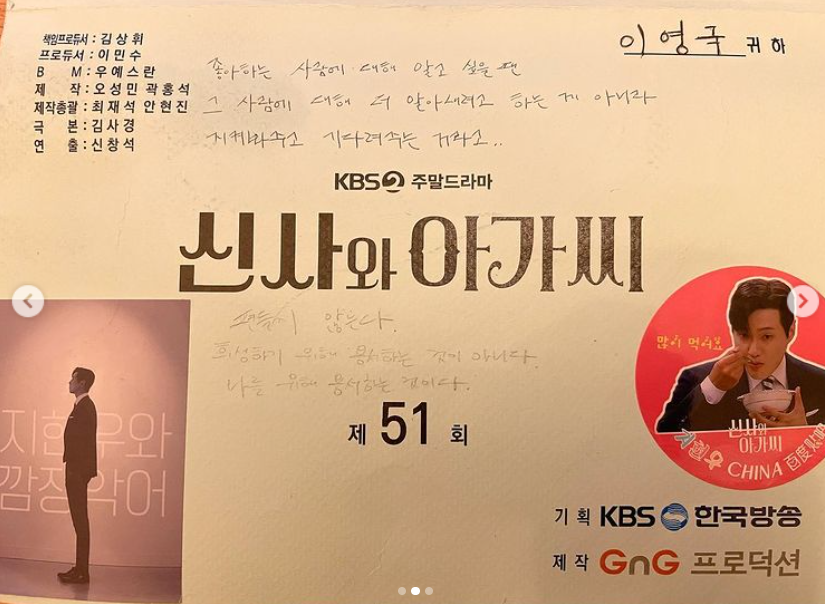 책임프로듀서 : 김상휘
프로듀서 : 이민수
B M : 우예스란
제작 : 오성민 곽홍석
제작총괄 : 최재석 안현진
극본 : 김사경
연출 : 신창석
이영국 귀하
좋아하는 사람에 대해 알고 싶을 땐
그 사람에 대해 더 알아내려고 하는 게 아니라
지켜봐주고 기다려주는 거라고..
KBS2 주말드라마
신사와 아가씨
편들지 않는다.
희생하기 위해 용서하는 것이 아니다.
나를 위해 용서하는 것이다.
제 51 회
지현우와
깜장악어
많이 먹어요
신사와
아가씨
지현우 CHINA 百度貼吧
기획 KBS 한국방송
제작 GnG 프로덕션